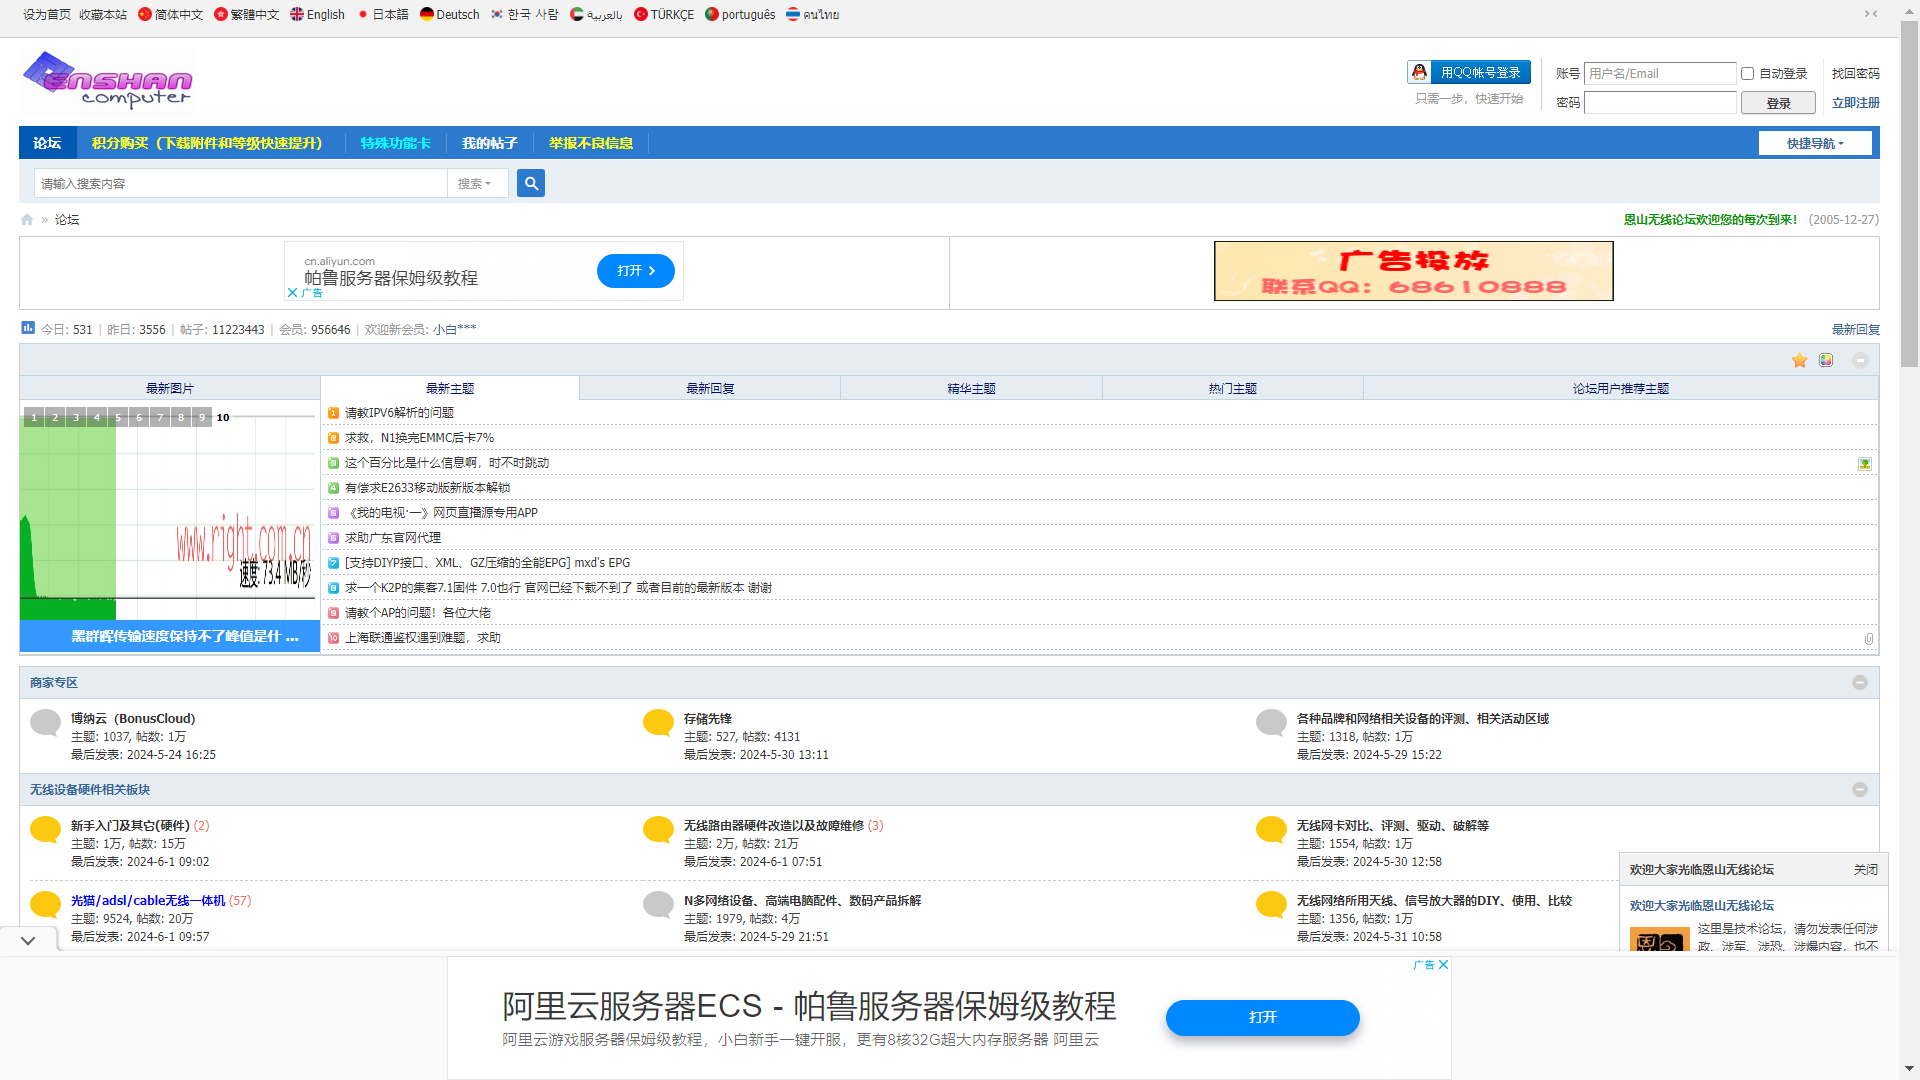 设为首页 收藏本站 简体中文 繁體中文 English 日本語 Deutsch 한국 사람 بالعربية TÜRKÇE português คนไทย
ENSHAN computer
用QQ帐号登录 账号 用户名/Email 自动登录 找回密码
只需一步，快速开始 密码 登录 立即注册
论坛 积分购买（下载附件和等级快速提升） 特殊功能卡 我的帖子 举报不良信息 快捷导航
请输入搜索内容 搜索
» 论坛 恩山无线论坛欢迎您的每次到来！ (2005-12-27)
cn.aliyun.com
帕鲁服务器保姆级教程 打开
广告
广告投放
联系QQ：68610888
今日: 531 | 昨日: 3556 | 帖子: 11223443 | 会员: 956646 | 欢迎新会员: 小白*** 最新回复
最新图片 最新主题 最新回复 精华主题 热门主题 论坛用户推荐主题
1 2 3 4 5 6 7 8 9 10
www.right.com.cn
速度: 73.4 MB/秒
黑群晖传输速度保持不了峰值是什 ...
1 请教IPV6解析的问题
2 求救，N1换完EMMC后卡7%
3 这个百分比是什么信息啊，时不时跳动
4 有偿求E2633移动版新版本解锁
5 《我的电视·一》网页直播源专用APP
6 求助广东官网代理
7 [支持DIYP接口、XML、GZ压缩的全能EPG] mxd's EPG
8 求一个K2P的集客7.1固件 7.0也行 官网已经下载不到了 或者目前的最新版本 谢谢
9 请教个AP的问题！各位大佬
10 上海联通鉴权遇到难题，求助
商家专区
博纳云（BonusCloud） 存储先锋 各种品牌和网络相关设备的评测、相关活动区域
主题: 1037, 帖数: 1万 主题: 527, 帖数: 4131 主题: 1318, 帖数: 1万
最后发表: 2024-5-24 16:25 最后发表: 2024-5-30 13:11 最后发表: 2024-5-29 15:22
无线设备硬件相关板块
新手入门及其它(硬件) (2) 无线路由器硬件改造以及故障维修 (3) 无线网卡对比、评测、驱动、破解等
主题: 1万, 帖数: 15万 主题: 2万, 帖数: 21万 主题: 1554, 帖数: 1万
最后发表: 2024-6-1 09:02 最后发表: 2024-6-1 07:51 最后发表: 2024-5-30 12:58
光猫/adsl/cable无线一体机 (57) N多网络设备、高端电脑配件、数码产品拆解 无线网络所用天线、信号放大器的DIY、使用、比较
主题: 9524, 帖数: 20万 主题: 1979, 帖数: 4万 主题: 1356, 帖数: 1万
最后发表: 2024-6-1 09:57 最后发表: 2024-5-29 21:51 最后发表: 2024-5-31 10:58
欢迎大家光临恩山无线论坛 关闭
欢迎大家光临恩山无线论坛
这里是技术论坛，请勿发表任何涉
政、涉军、涉恐、涉爆内容，也不
广告
阿里云服务器ECS - 帕鲁服务器保姆级教程
阿里云游戏服务器保姆级教程，小白新手一键开服，更有8核32G超大内存服务器 阿里云
打开